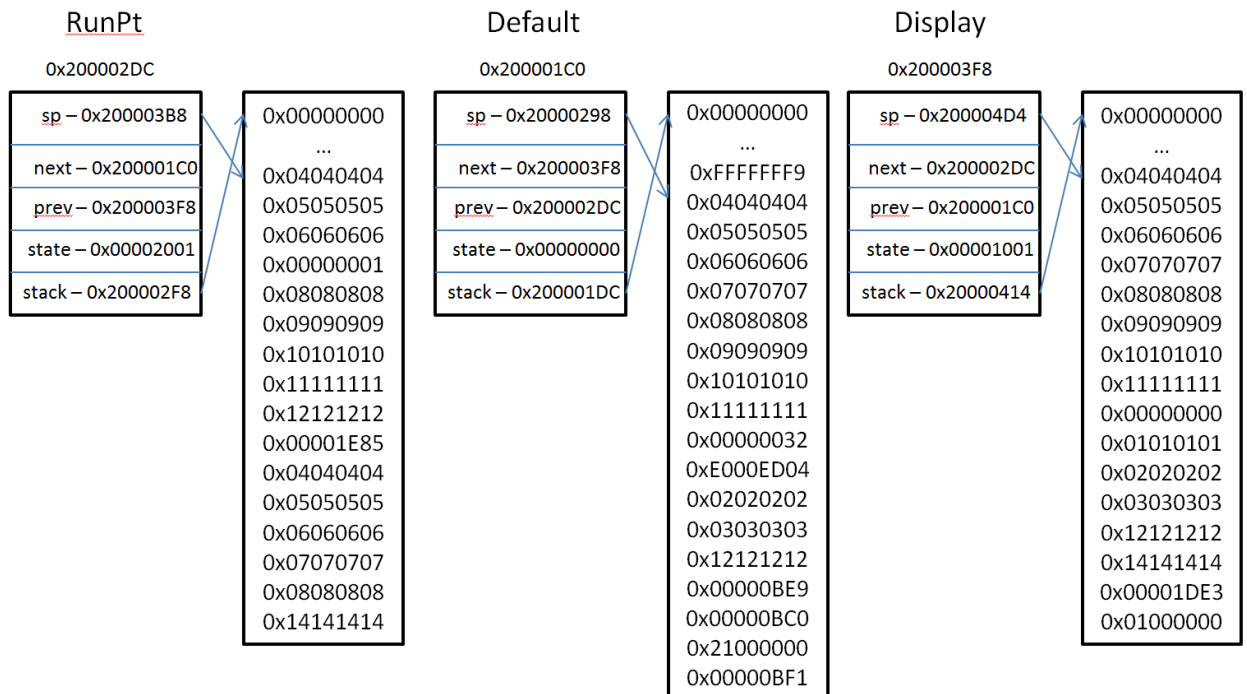 RunPt
0x200002DC
sp – 0x200003B8
next – 0x200001C0
prev – 0x200003F8
state – 0x00002001
stack – 0x200002F8
0x00000000
...
0x04040404
0x05050505
0x06060606
0x00000001
0x08080808
0x09090909
0x10101010
0x11111111
0x12121212
0x00001E85
0x04040404
0x05050505
0x06060606
0x07070707
0x08080808
0x14141414
Default
0x200001C0
sp – 0x20000298
next – 0x200003F8
prev – 0x200002DC
state – 0x00000000
stack – 0x200001DC
0x00000000
...
0xFFFFFFF9
0x04040404
0x05050505
0x06060606
0x07070707
0x08080808
0x09090909
0x10101010
0x11111111
0x00000032
0xE000ED04
0x02020202
0x03030303
0x12121212
0x00000BE9
0x00000BC0
0x21000000
0x00000BF1
Display
0x200003F8
sp – 0x200004D4
next – 0x200002DC
prev – 0x200001C0
state – 0x00001001
stack – 0x20000414
0x00000000
...
0x04040404
0x05050505
0x06060606
0x07070707
0x08080808
0x09090909
0x10101010
0x11111111
0x00000000
0x01010101
0x02020202
0x03030303
0x12121212
0x14141414
0x00001DE3
0x01000000